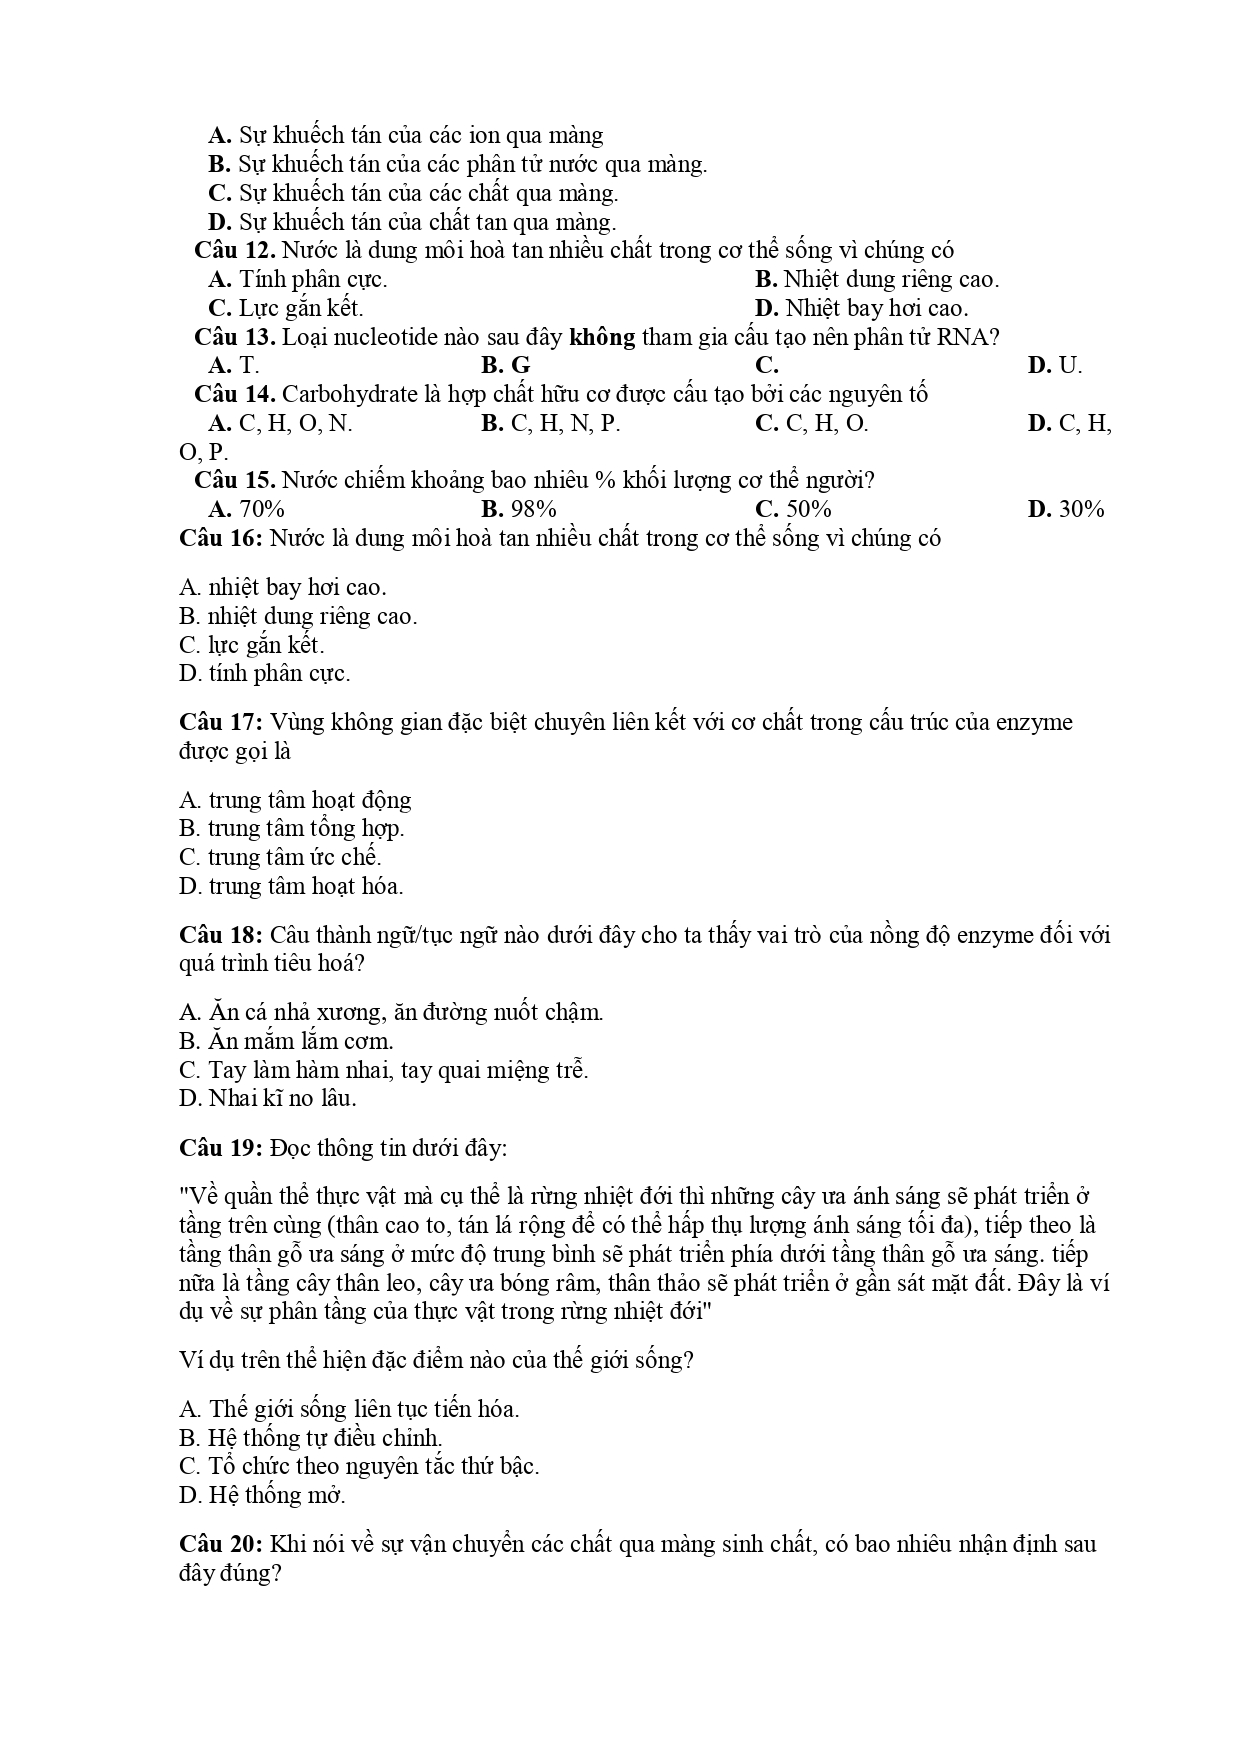 A. Sự khuếch tán của các ion qua màng
B. Sự khuếch tán của các phân tử nước qua màng.
C. Sự khuếch tán của các chất qua màng.
D. Sự khuếch tán của chất tan qua màng.
Câu 12. Nước là dung môi hoà tan nhiều chất trong cơ thể sống vì chúng có
A. Tính phân cực. B. Nhiệt dung riêng cao.
C. Lực gắn kết. D. Nhiệt bay hơi cao.
Câu 13. Loại nucleotide nào sau đây không tham gia cấu tạo nên phân tử RNA?
A. T. B. G C. D. U.
Câu 14. Carbohydrate là hợp chất hữu cơ được cấu tạo bởi các nguyên tố
A. C, H, O, N. B. C, H, N, P. C. C, H, O. D. C, H,
O, P.
Câu 15. Nước chiếm khoảng bao nhiêu % khối lượng cơ thể người?
A. 70% B. 98% C. 50% D. 30%
Câu 16: Nước là dung môi hoà tan nhiều chất trong cơ thể sống vì chúng có
A. nhiệt bay hơi cao.
B. nhiệt dung riêng cao.
C. lực gắn kết.
D. tính phân cực.
Câu 17: Vùng không gian đặc biệt chuyên liên kết với cơ chất trong cấu trúc của enzyme
được gọi là
A. trung tâm hoạt động
B. trung tâm tổng hợp.
C. trung tâm ức chế.
D. trung tâm hoạt hóa.
Câu 18: Câu thành ngữ/tục ngữ nào dưới đây cho ta thấy vai trò của nồng độ enzyme đối với
quá trình tiêu hoá?
A. Ăn cá nhả xương, ăn đường nuốt chậm.
B. Ăn mắm lắm cơm.
C. Tay làm hàm nhai, tay quai miệng trễ.
D. Nhai kĩ no lâu.
Câu 19: Đọc thông tin dưới đây:
"Về quần thể thực vật mà cụ thể là rừng nhiệt đới thì những cây ưa ánh sáng sẽ phát triển ở
tầng trên cùng (thân cao to, tán lá rộng để có thể hấp thụ lượng ánh sáng tối đa), tiếp theo là
tầng thân gỗ ưa sáng ở mức độ trung bình sẽ phát triển phía dưới tầng thân gỗ ưa sáng. tiếp
nữa là tầng cây thân leo, cây ưa bóng râm, thân thảo sẽ phát triển ở gần sát mặt đất. Đây là ví
dụ về sự phân tầng của thực vật trong rừng nhiệt đới"
Ví dụ trên thể hiện đặc điểm nào của thế giới sống?
A. Thế giới sống liên tục tiến hóa.
B. Hệ thống tự điều chỉnh.
C. Tổ chức theo nguyên tắc thứ bậc.
D. Hệ thống mở.
Câu 20: Khi nói về sự vận chuyển các chất qua màng sinh chất, có bao nhiêu nhận định sau
đây đúng?